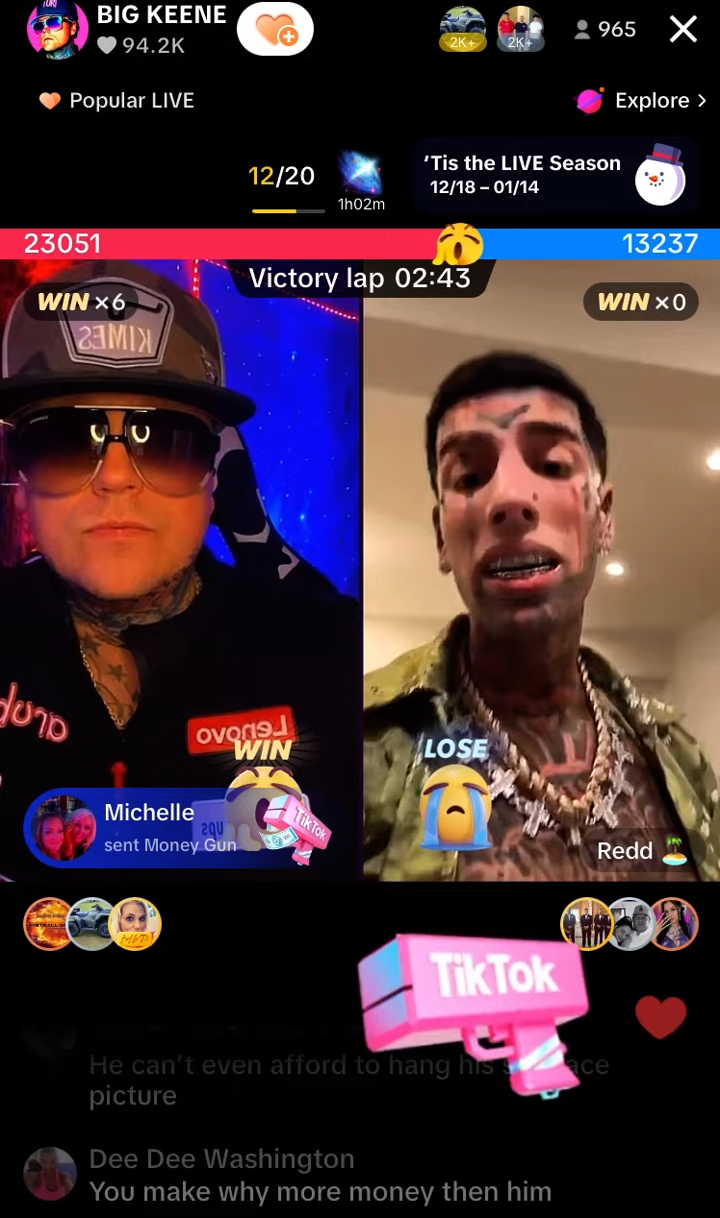 BIG KEENE
94.2K
2K+
2K+
965
Popular LIVE
Explore >
12/20
1h02m
'Tis the LIVE Season
12/18 – 01/14
23051
13237
Victory lap 02:43
WIN ×6
WIN ×0
KIMES
Lenovo
WIN
LOSE
Michelle
sent Money Gun
TikTok
Redd
TikTok
He can't even afford to hang his
picture
Dee Dee Washington
You make why more money then him